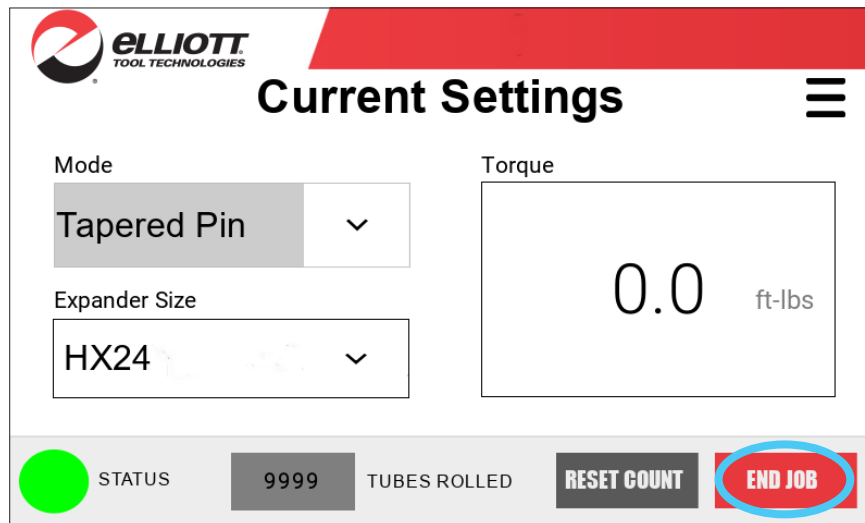 eLLIOTT.
TOOL TECHNOLOGIES
Current Settings
Mode
Torque
Tapered Pin
0.0 ft-lbs
Expander Size
HX24
STATUS
9999 TUBES ROLLED
RESET COUNT
END JOB